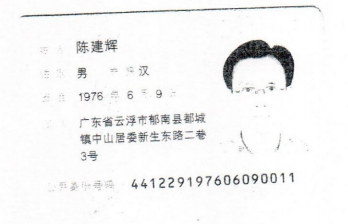 陈建辉
男 汉
1976 年 6 月 9
广东省云浮市郁南县都城
镇中山居委新生东路二巷
3号
441229197606090011